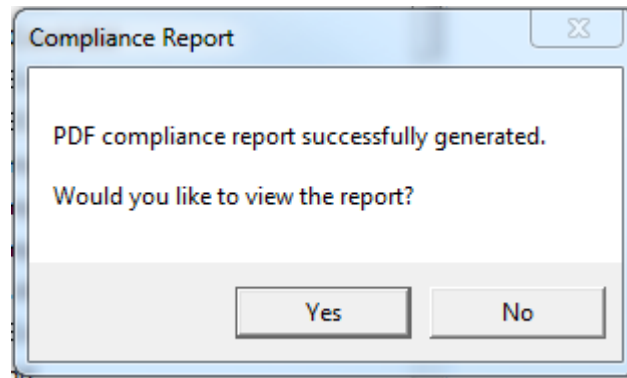 Compliance Report
PDF compliance report successfully generated.
Would you like to view the report?
Yes No